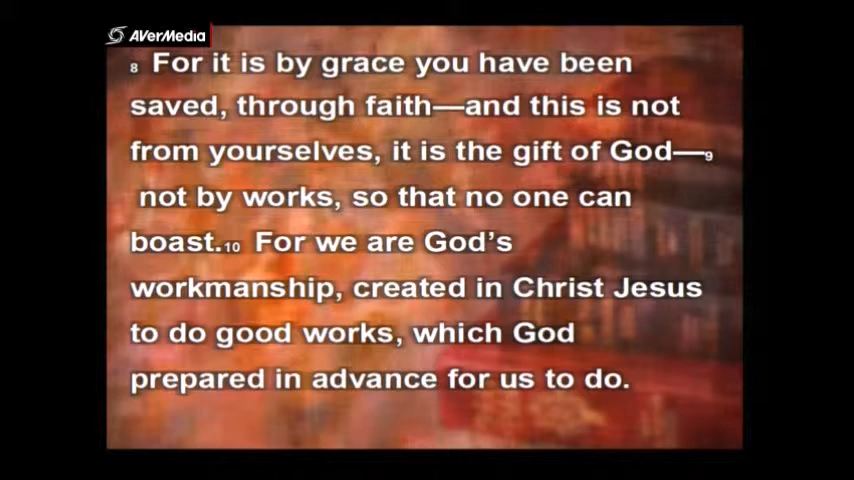 AVerMedia
8 For it is by grace you have been
saved, through faith—and this is not
from yourselves, it is the gift of God—9
not by works, so that no one can
boast.10 For we are God’s
workmanship, created in Christ Jesus
to do good works, which God
prepared in advance for us to do.